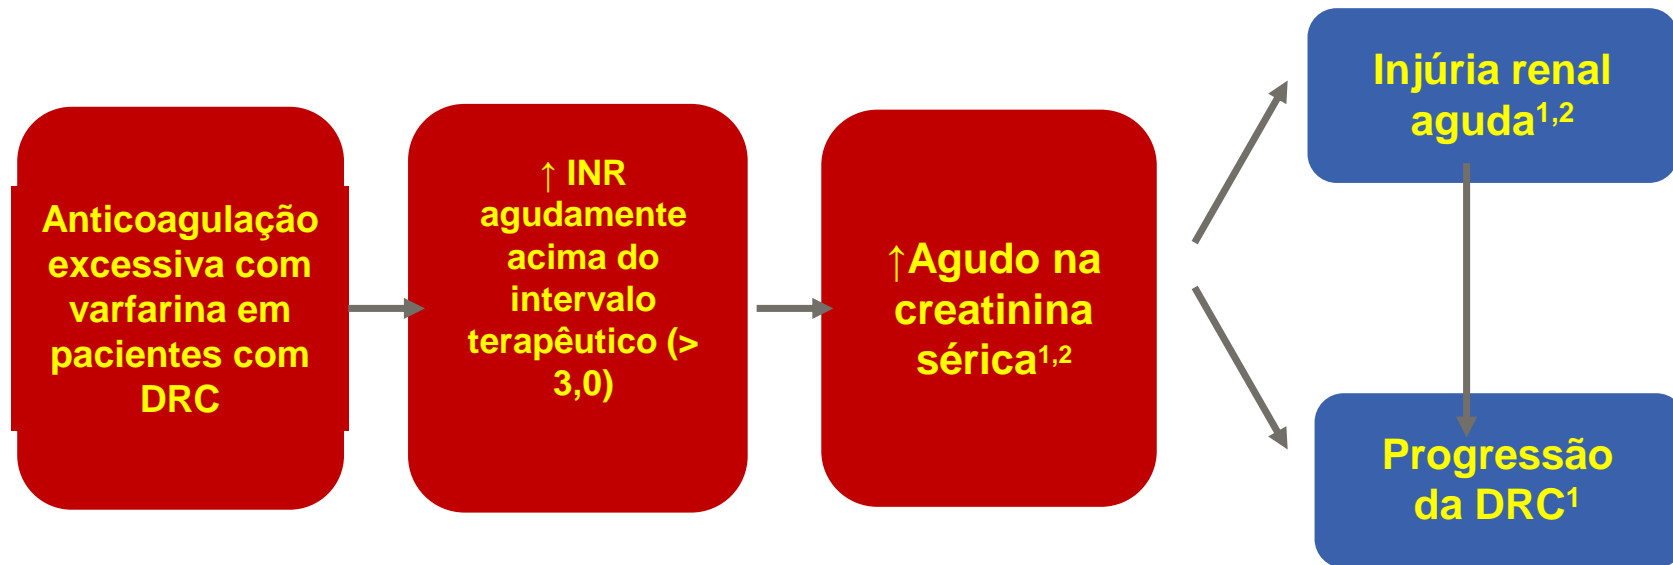 Anticoagulação
excessiva com
varfarina em
pacientes com
DRC
↑ INR
agudamente
acima do
intervalo
terapêutico (>
3,0)
↑Agudo na
creatinina
sérica¹,²
Injúria renal
aguda¹,²
Progressão
da DRC¹